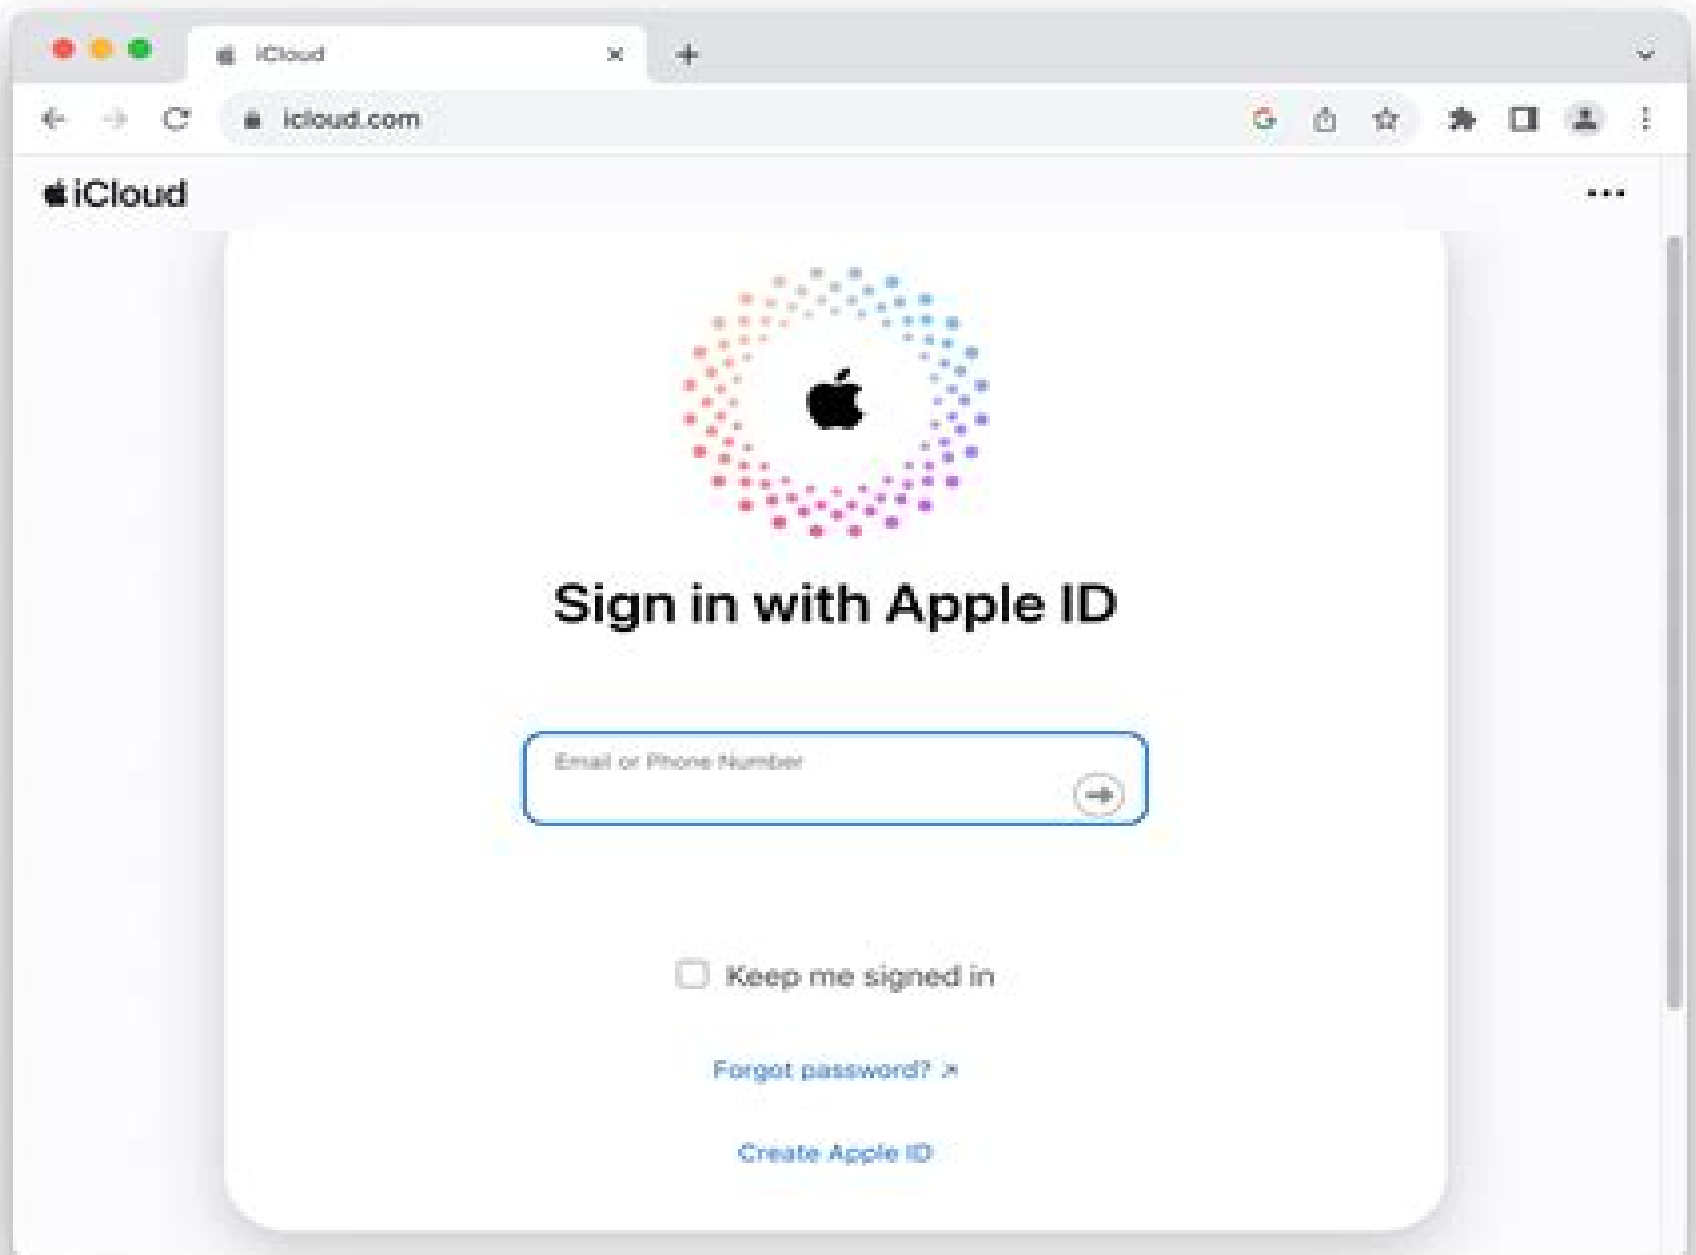 iCloud
icloud.com
iCloud
Sign in with Apple ID
Email or Phone Number
Keep me signed in
Forgot password?
Create Apple ID